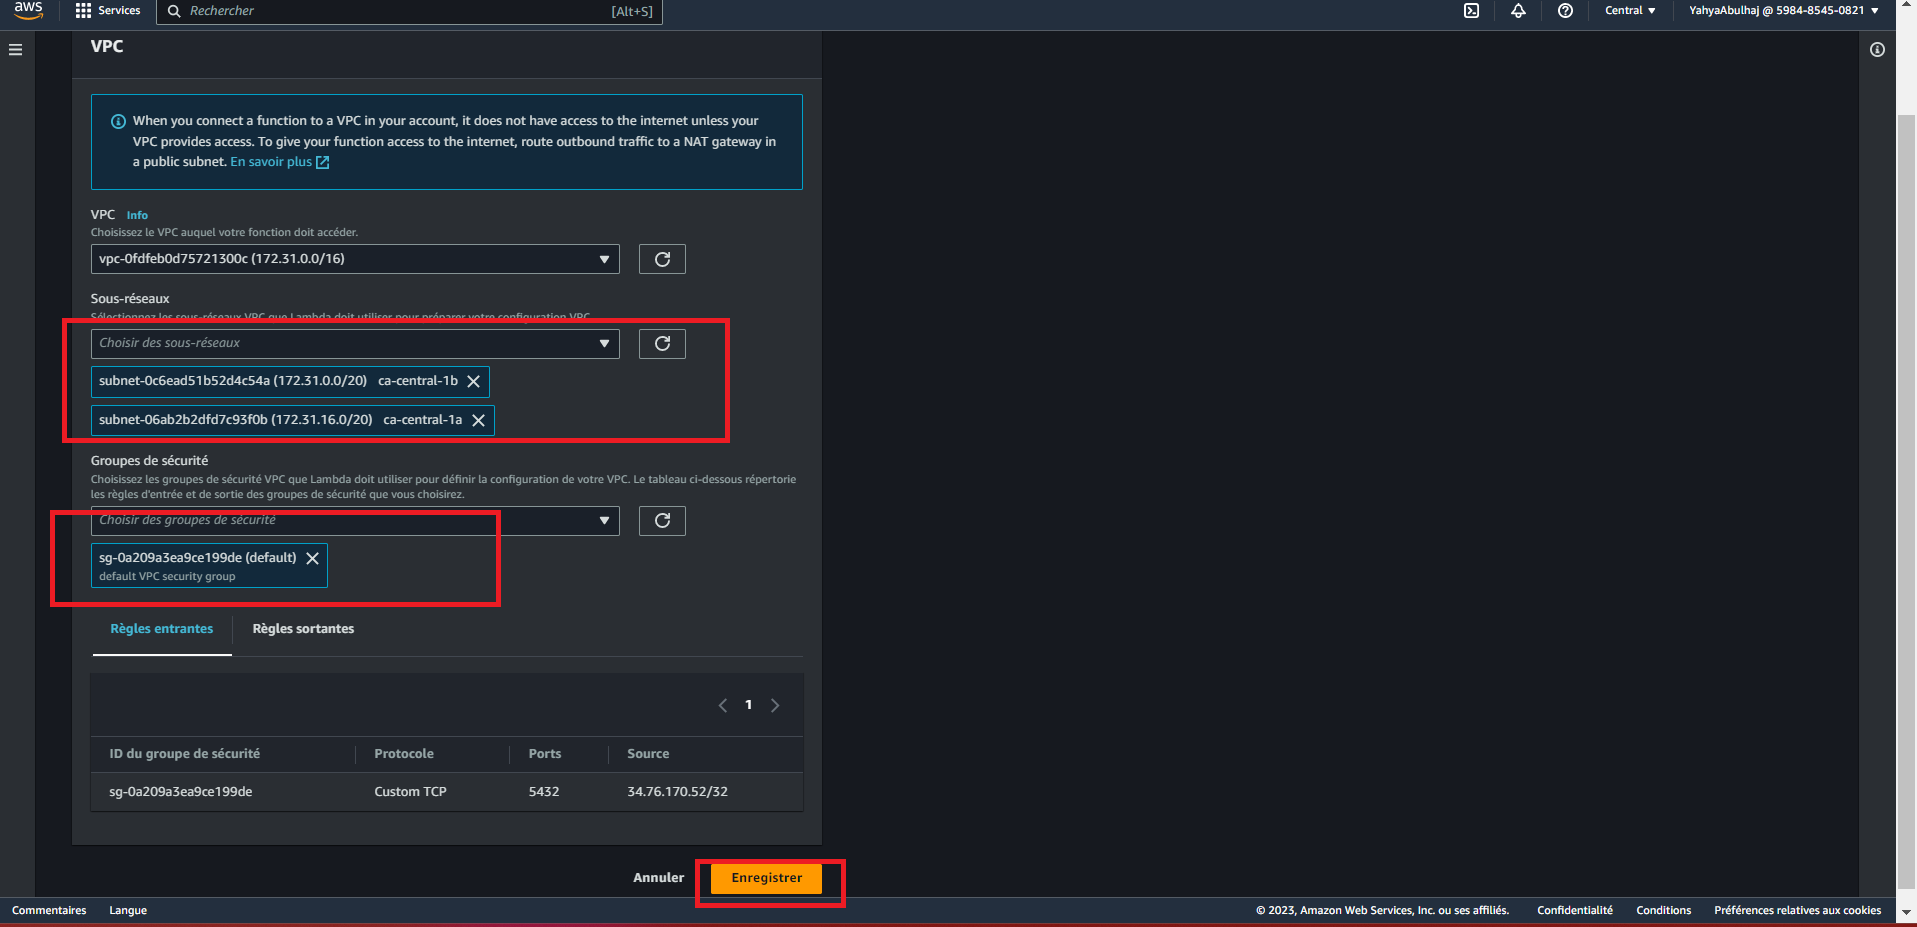 aws
Services
Rechercher
[Alt+S]
Central
YahyaAbulhaj @ 5984-8545-0821
VPC
When you connect a function to a VPC in your account, it does not have access to the internet unless your
VPC provides access. To give your function access to the internet, route outbound traffic to a NAT gateway in
a public subnet. En savoir plus
VPC Info
Choisissez le VPC auquel votre fonction doit accéder.
vpc-0fdfeb0d75721300c (172.31.0.0/16)
Sous-réseaux
Sélectionnez les sous-réseaux VPC que Lambda doit utiliser pour préparer votre configuration VPC.
Choisir des sous-réseaux
subnet-0c6ead51b52d4c54a (172.31.0.0/20) ca-central-1b
subnet-06ab2b2dfd7c93f0b (172.31.16.0/20) ca-central-1a
Groupes de sécurité
Choisissez les groupes de sécurité VPC que Lambda doit utiliser pour définir la configuration de votre VPC. Le tableau ci-dessous répertorie
les règles d'entrée et de sortie des groupes de sécurité que vous choisirez.
Choisir des groupes de sécurité
sg-0a209a3ea9ce199de (default)
default VPC security group
Règles entrantes
Règles sortantes
1
ID du groupe de sécurité
Protocole
Ports
Source
sg-0a209a3ea9ce199de
Custom TCP
5432
34.76.170.52/32
Annuler
Enregistrer
Commentaires
Langue
© 2023, Amazon Web Services, Inc. ou ses affiliés.
Confidentialité
Conditions
Préférences relatives aux cookies